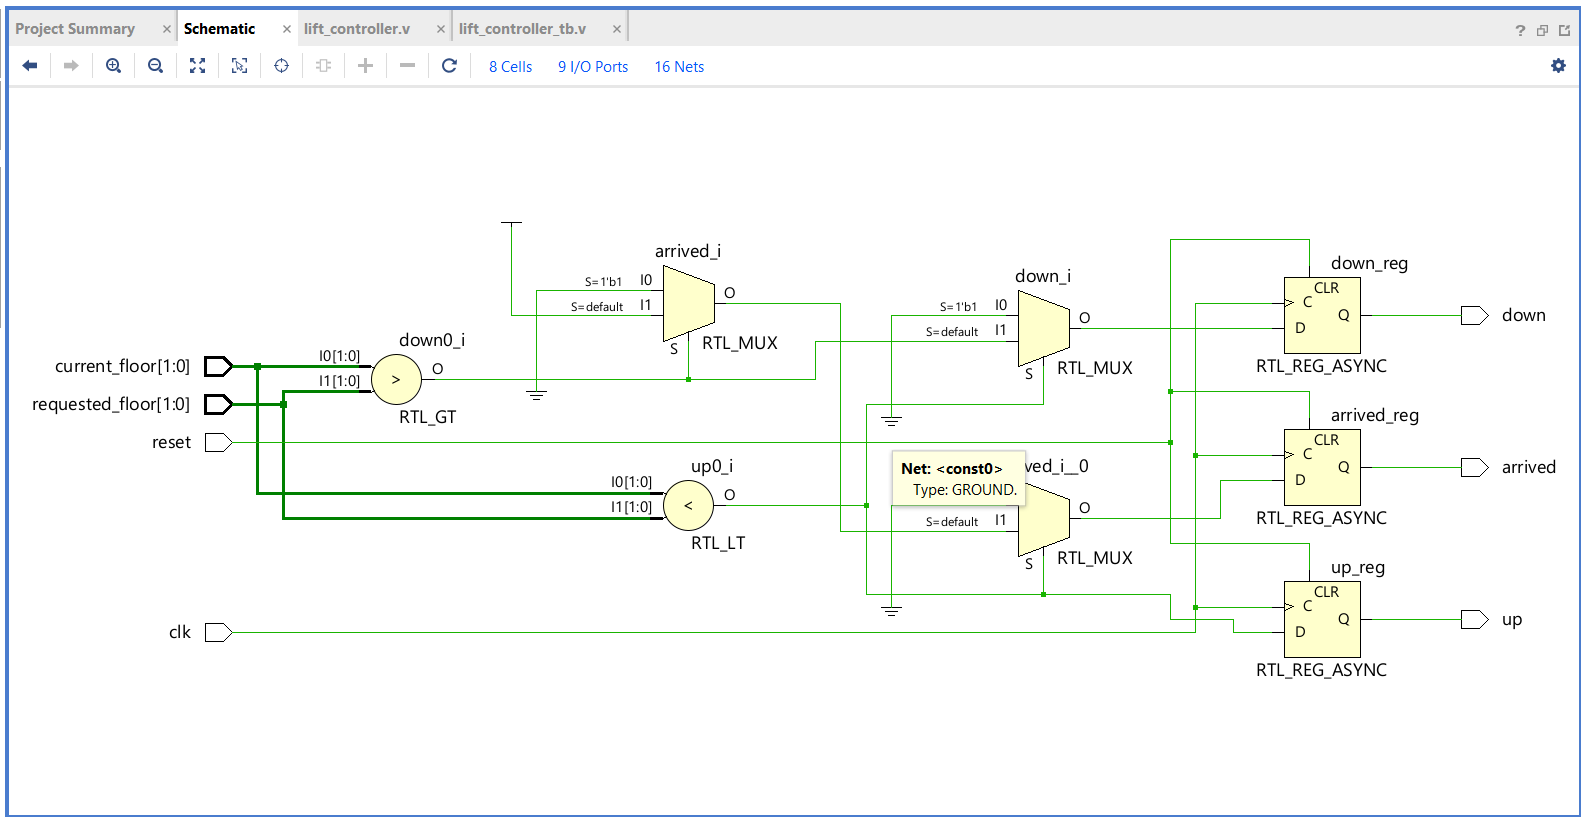 Project Summary × Schematic × lift_controller.v × lift_controller_tb.v ×
?
8 Cells 9 I/O Ports 16 Nets
arrived_i
S=1'b1 I0
S=default I1
O
S
RTL_MUX
down_i
S=1'b1 I0
S=default I1
O
S
RTL_MUX
down_reg
CLR
C
D
Q
RTL_REG_ASYNC
down
current_floor[1:0]
requested_floor[1:0]
reset
down0_i
I0[1:0]
I1[1:0]
>
O
RTL_GT
up0_i
I0[1:0]
I1[1:0]
<
O
RTL_LT
Net: <const0>
Type: GROUND.
ved_i__0
S=default I1
O
S
RTL_MUX
arrived_reg
CLR
C
D
Q
RTL_REG_ASYNC
arrived
clk
up_reg
CLR
C
D
Q
RTL_REG_ASYNC
up